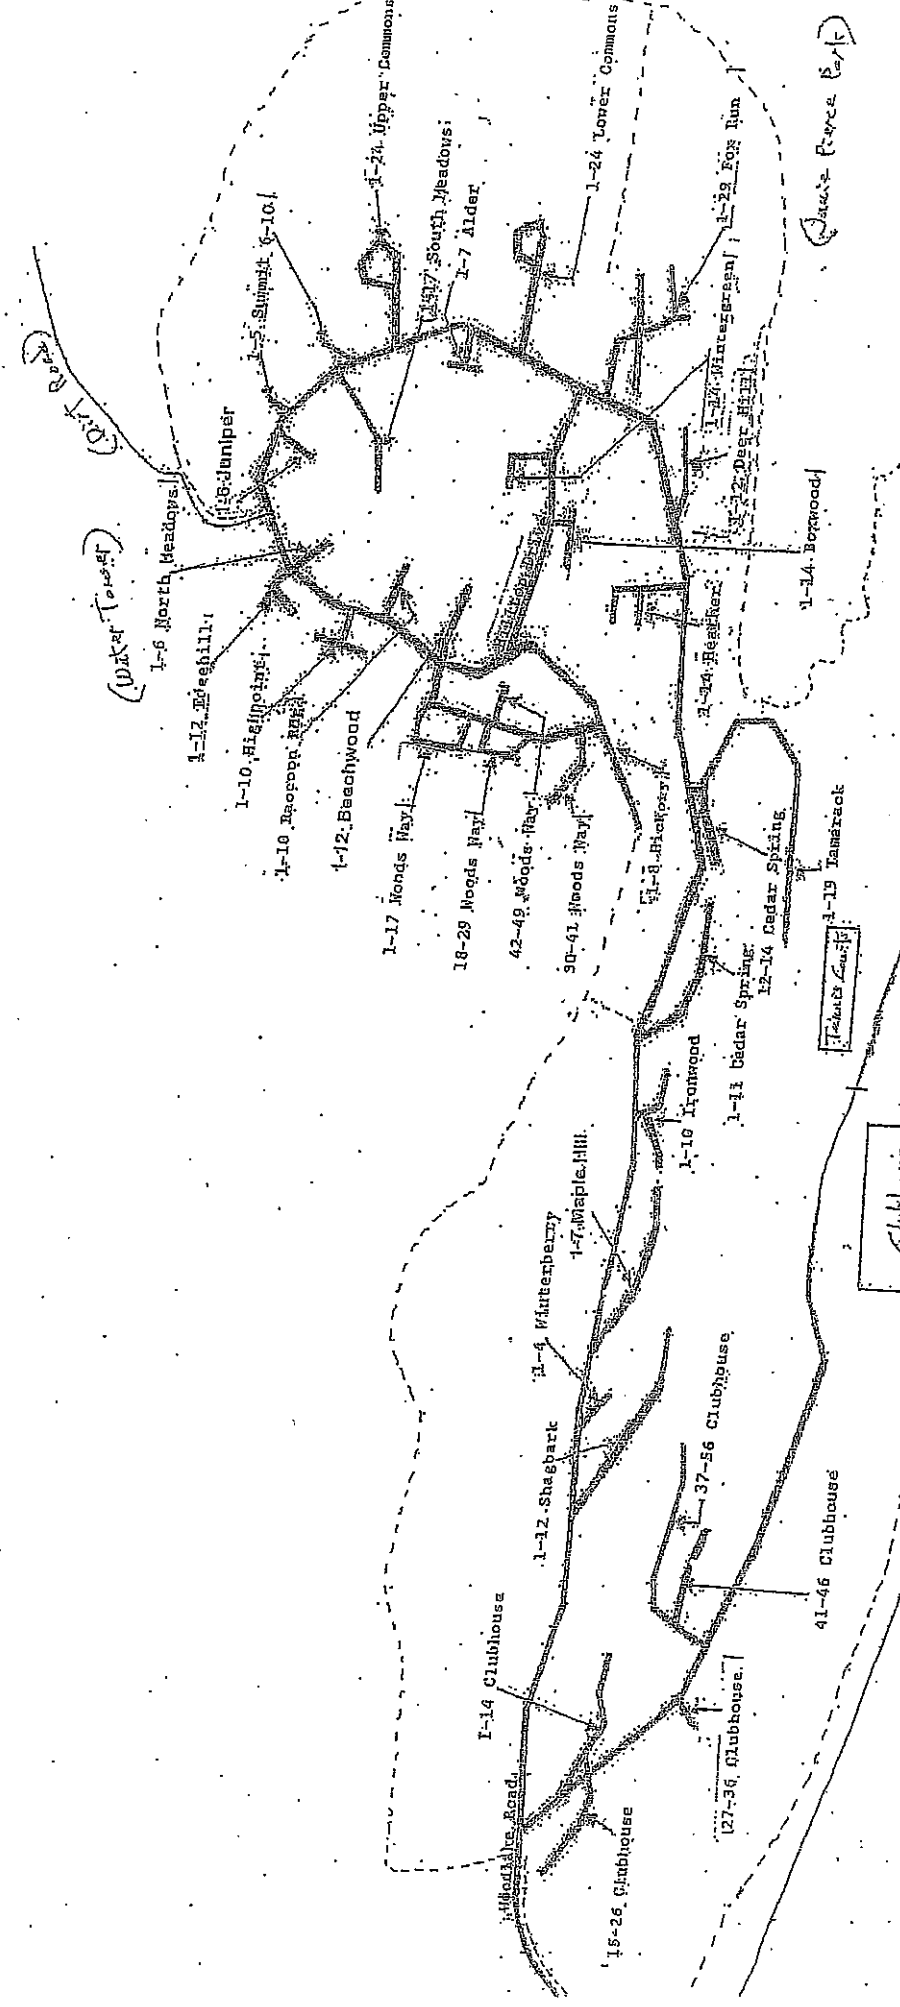 (Dirt Road)
(Water Tower)
1-24 Upper Commons
1-24 Lower Commons
1-17 South Meadows
1-7 Alder
1-5 Summit 6-10
1-6 Juniper
1-6 North Meadows
1-12 Edgehill
1-10 Highpoint
1-10 Racoon Run
1-12 Beechwood
1-17 Woods Way
18-29 Woods Way
42-49 Woods Way
30-41 Woods Way
1-8 Hickory
1-29 Fox Run
1-24 Wintergreen
1-12 Deer Hill
1-14 Boxwood
1-14 Heather
12-14 Cedar Spring
1-19 Tamarack
1-11 Cedar Spring
1-10 Ironwood
1-7 Maple Hill
1-4 Winterberry
1-12 Shagbark
37-56 Clubhouse
41-46 Clubhouse
1-14 Clubhouse
27-36 Clubhouse
15-26 Clubhouse
Woodlake Road